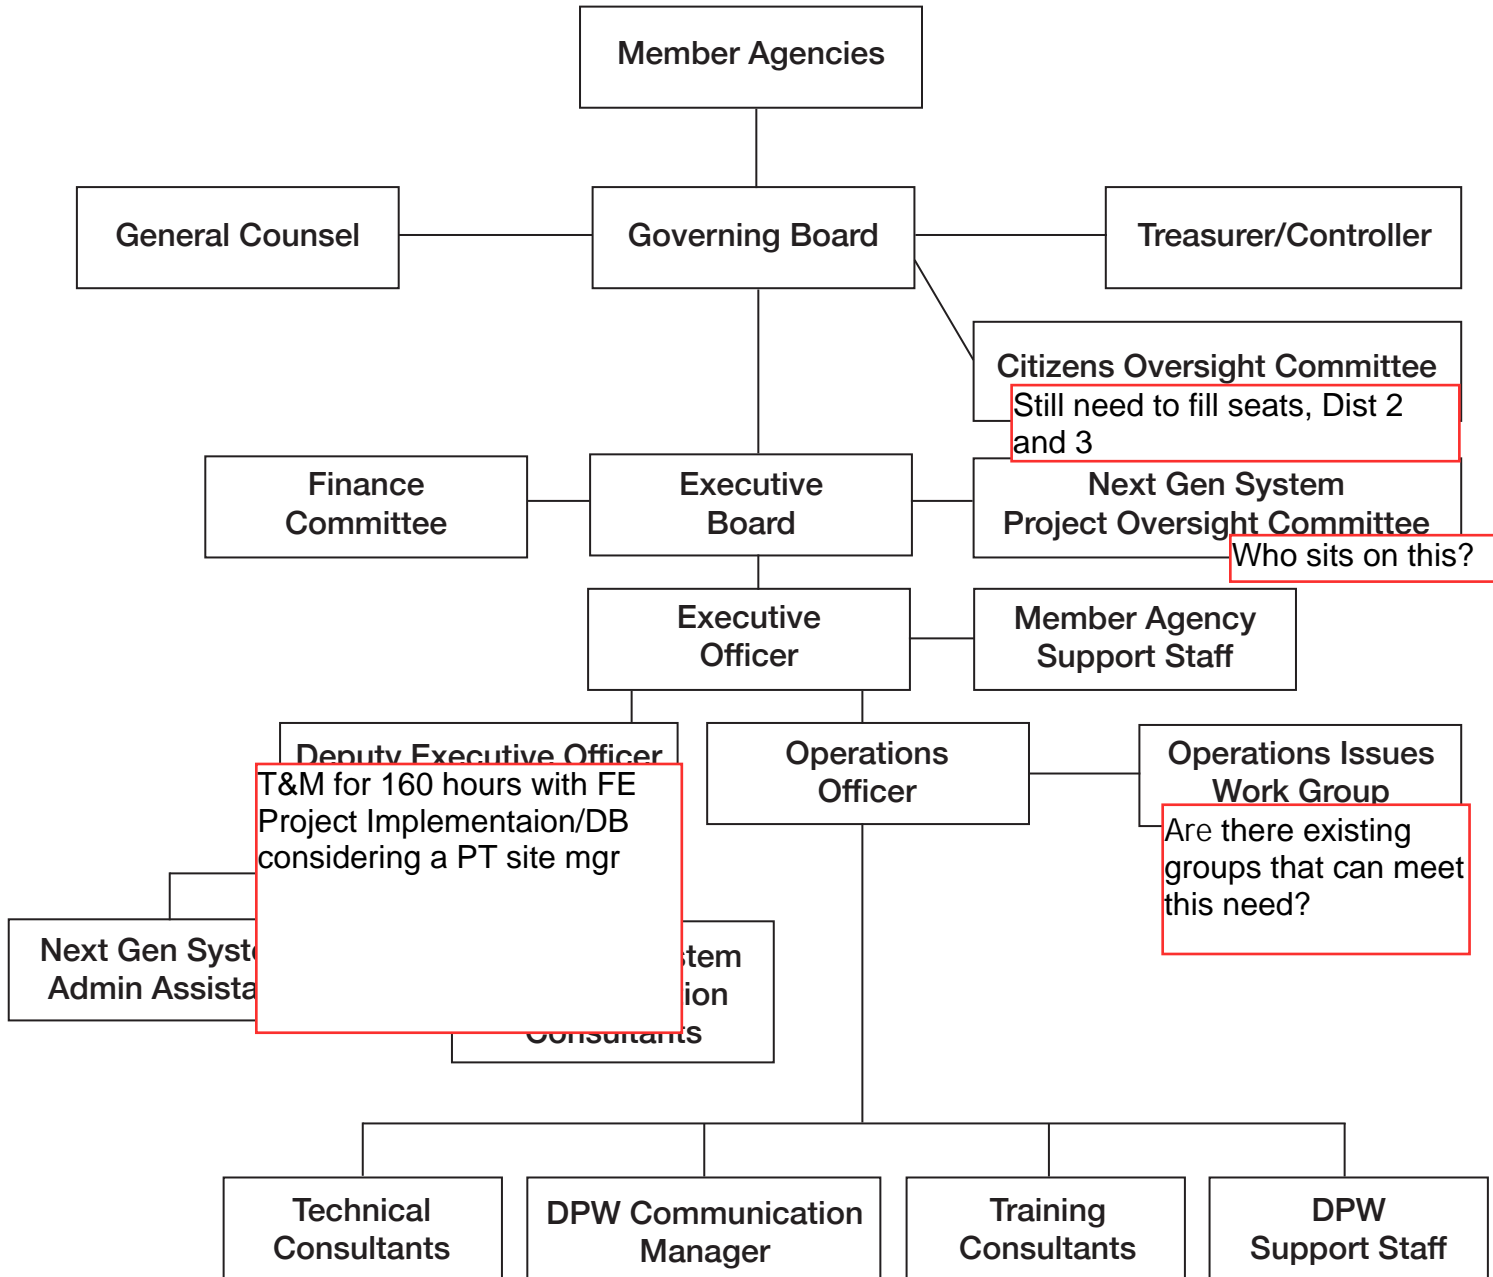 Member Agencies
General Counsel
Governing Board
Treasurer/Controller
Citizens Oversight Committee
Still need to fill seats, Dist 2
and 3
Finance
Committee
Executive
Board
Next Gen System
Project Oversight Committee
Who sits on this?
Executive
Officer
Member Agency
Support Staff
Deputy Executive Officer
T&M for 160 hours with FE
Project Implementaion/DB
considering a PT site mgr
Operations
Officer
Operations Issues
Work Group
Are there existing
groups that can meet
this need?
Next Gen Syst
Admin Assista
stem
ion
Consultants
Technical
Consultants
DPW Communication
Manager
Training
Consultants
DPW
Support Staff